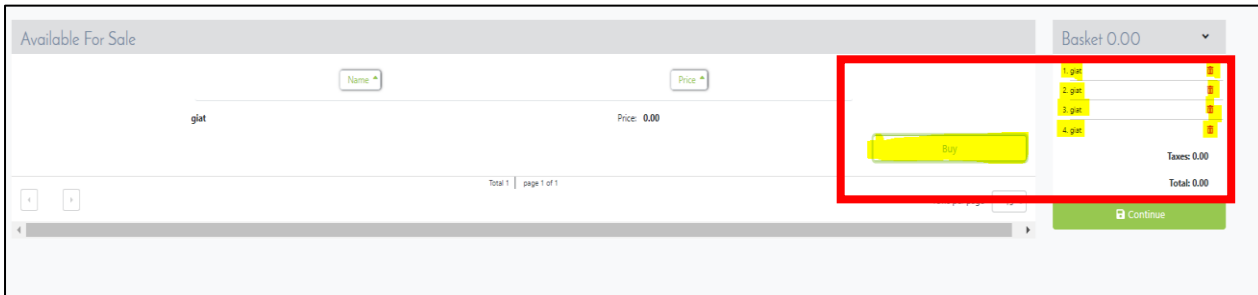 Available For Sale
Basket 0.00
Name
Price
1. giat
2. giat
3. giat
4. giat
giat
Price: 0.00
Buy
Taxes: 0.00
Total: 0.00
Total 1 page 1 of 1
Continue